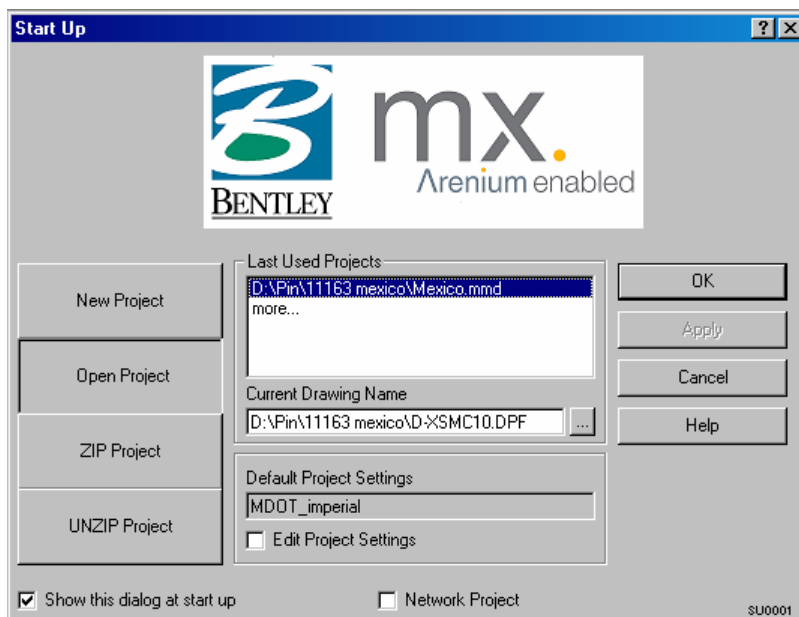 Start Up
BENTLEY
mx.
Arenium enabled
New Project
Open Project
ZIP Project
UNZIP Project
Last Used Projects
D:\Pin\11163 mexico\Mexico.mmd
more...
Current Drawing Name
D:\Pin\11163 mexico\D-XSMC10.DPF
...
Default Project Settings
MDOT_imperial
Edit Project Settings
OK
Apply
Cancel
Help
Show this dialog at start up
Network Project
SU0001